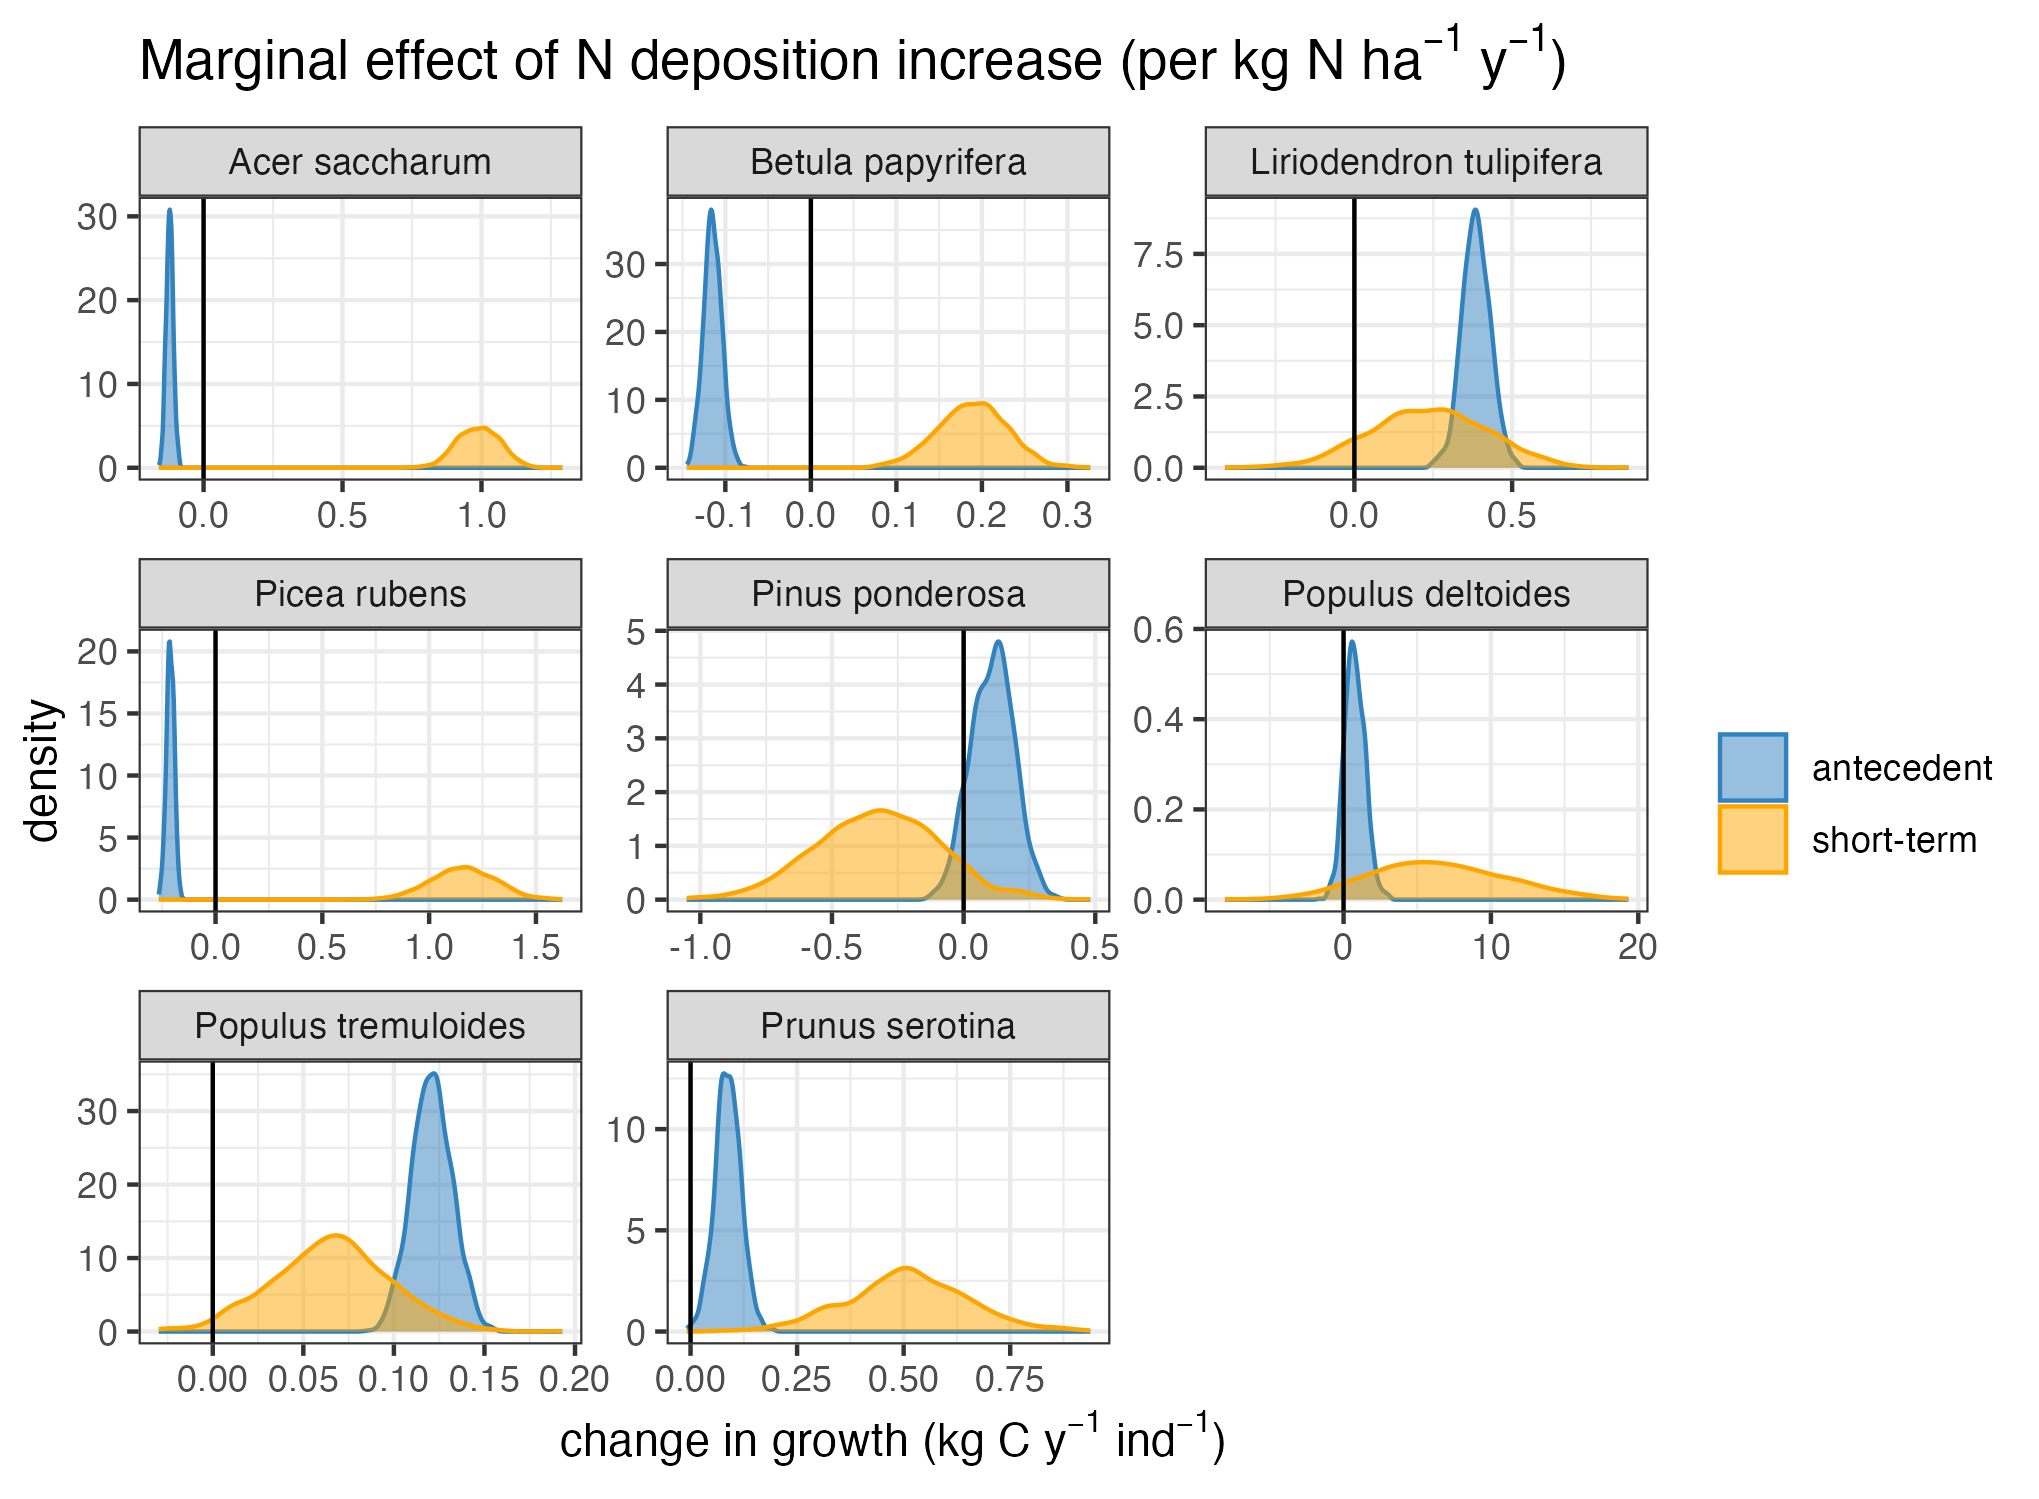 Marginal effect of N deposition increase (per kg N ha⁻¹ y⁻¹)
Acer saccharum
Betula papyrifera
Liriodendron tulipifera
30
20
10
0
0.0 0.5 1.0
30
20
10
0
-0.1 0.0 0.1 0.2 0.3
7.5
5.0
2.5
0.0
0.0 0.5
Picea rubens
Pinus ponderosa
Populus deltoides
20
15
10
5
0
0.0 0.5 1.0 1.5
5
4
3
2
1
0
-1.0 -0.5 0.0 0.5
0.6
0.4
0.2
0.0
0 10 20
Populus tremuloides
Prunus serotina
30
20
10
0
0.00 0.05 0.10 0.15 0.20
10
5
0
0.00 0.25 0.50 0.75
density
change in growth (kg C y⁻¹ ind⁻¹)
antecedent
short-term